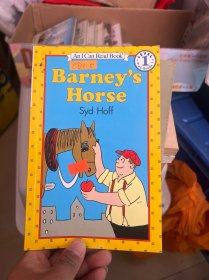 An I Can Read Book
Barney's
Horse
Syd Hoff
1